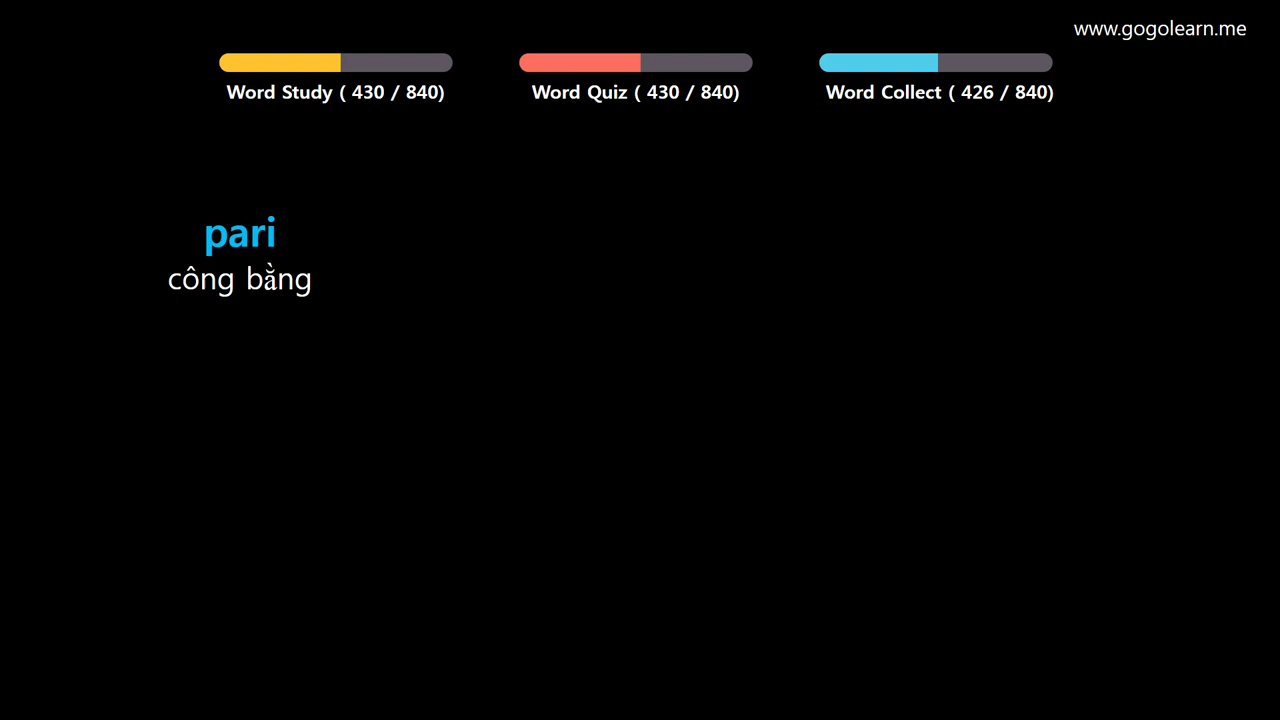 www.gogolearn.me
Word Study ( 430 / 840)
Word Quiz ( 430 / 840)
Word Collect ( 426 / 840)
pari
công bằng